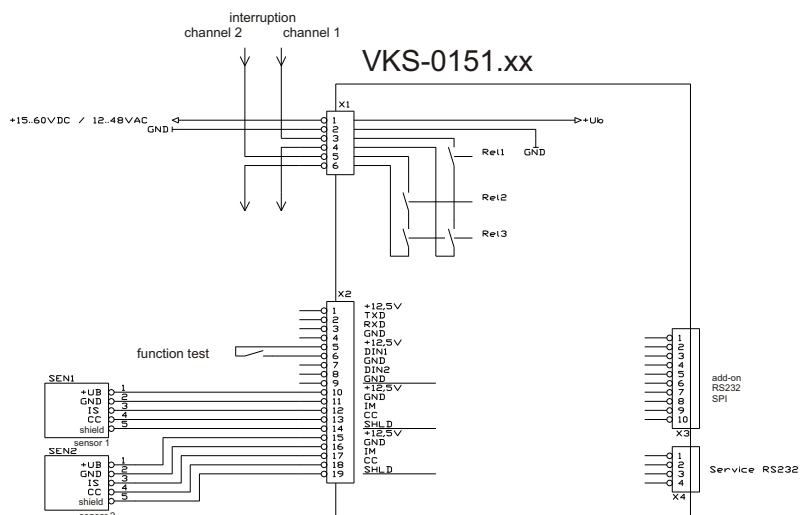 interruption
channel 2 channel 1
VKS-0151.xx
X1
+15..60VDC / 12..48VAC
GND
1
2
3
4
5
6
+Ub
GND
Rel1
Rel2
Rel3
X2
1 +12,5V
2 TXD
3 RXD
4 GND
5 +12,5V
6 DIN1
7 GND
8 DIN2
9 GND
10 +12,5V
11 GND
12 IM
13 CC
14 SHLD
15 +12,5V
16 GND
17 IM
18 CC
19 SHLD
function test
SEN1
+UB 1
GND 2
IS 3
CC 4
shield 5
sensor 1
SEN2
+UB 1
GND 2
IS 3
CC 4
shield 5
sensor 2
1
2
3
4
5
6
7
8
9
10
X3
add-on
RS232
SPI
1
2
3
4
X4
Service RS232